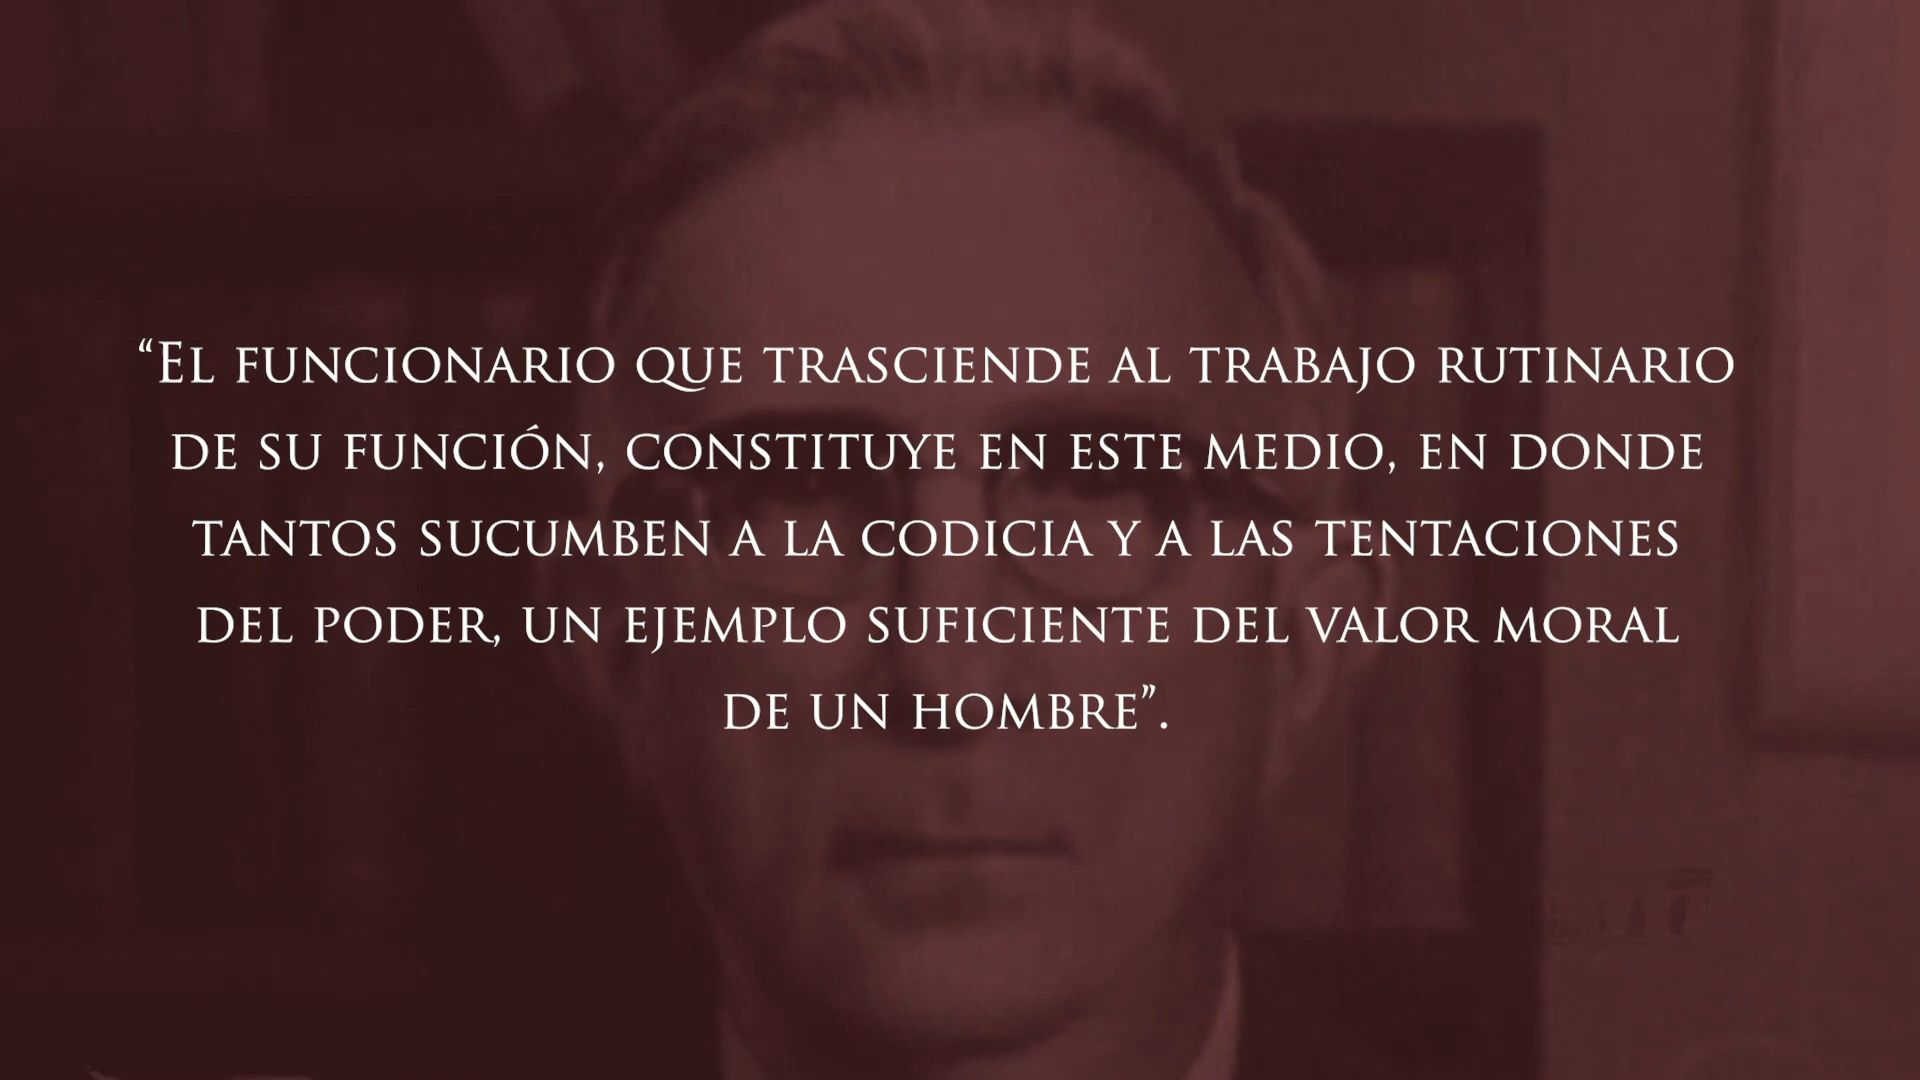 “El funcionario que trasciende al trabajo rutinario
de su función, constituye en este medio, en donde
tantos sucumben a la codicia y a las tentaciones
del poder, un ejemplo suficiente del valor moral
de un hombre”.